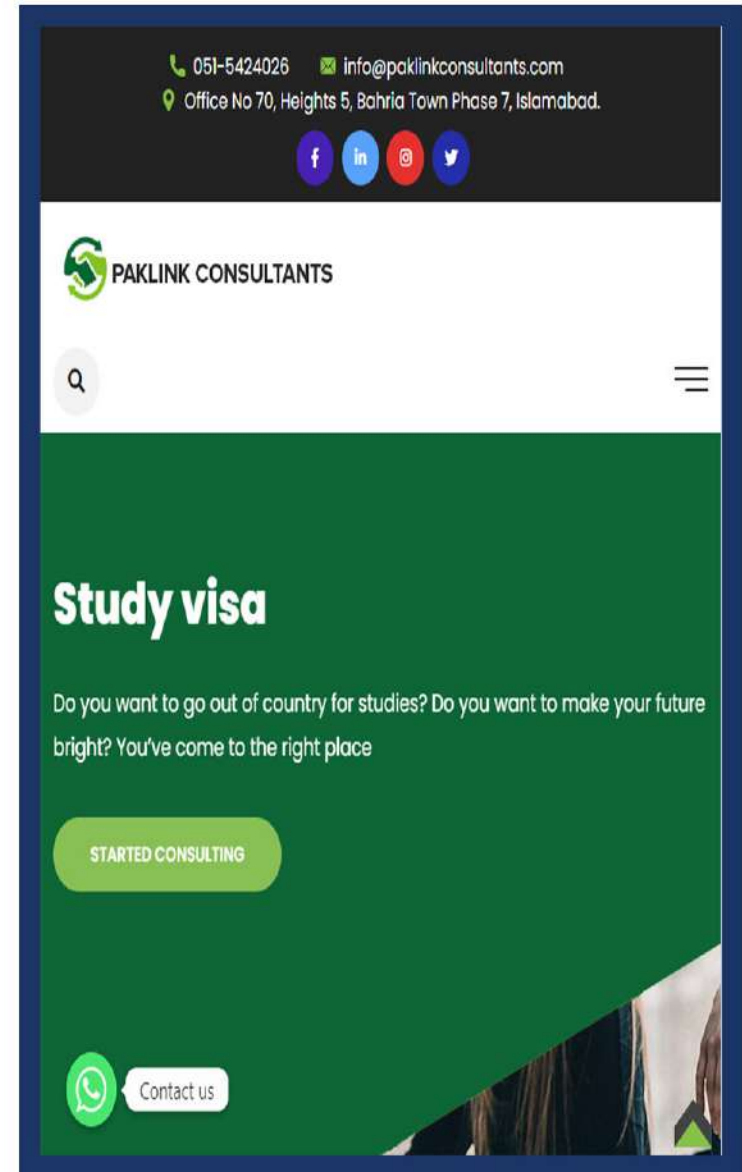 051-5424026 info@paklinkconsultants.com
Office No 70, Heights 5, Bahria Town Phase 7, Islamabad.
f in
PAKLINK CONSULTANTS
Study visa
Do you want to go out of country for studies? Do you want to make your future
bright? You've come to the right place
STARTED CONSULTING
Contact us